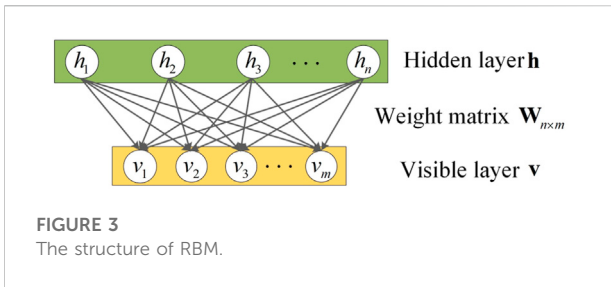 h₁ h₂ h₃ ··· hₙ Hidden layer h
Weight matrix Wₙₓₘ
v₁ v₂ v₃ ··· vₘ Visible layer v
FIGURE 3
The structure of RBM.